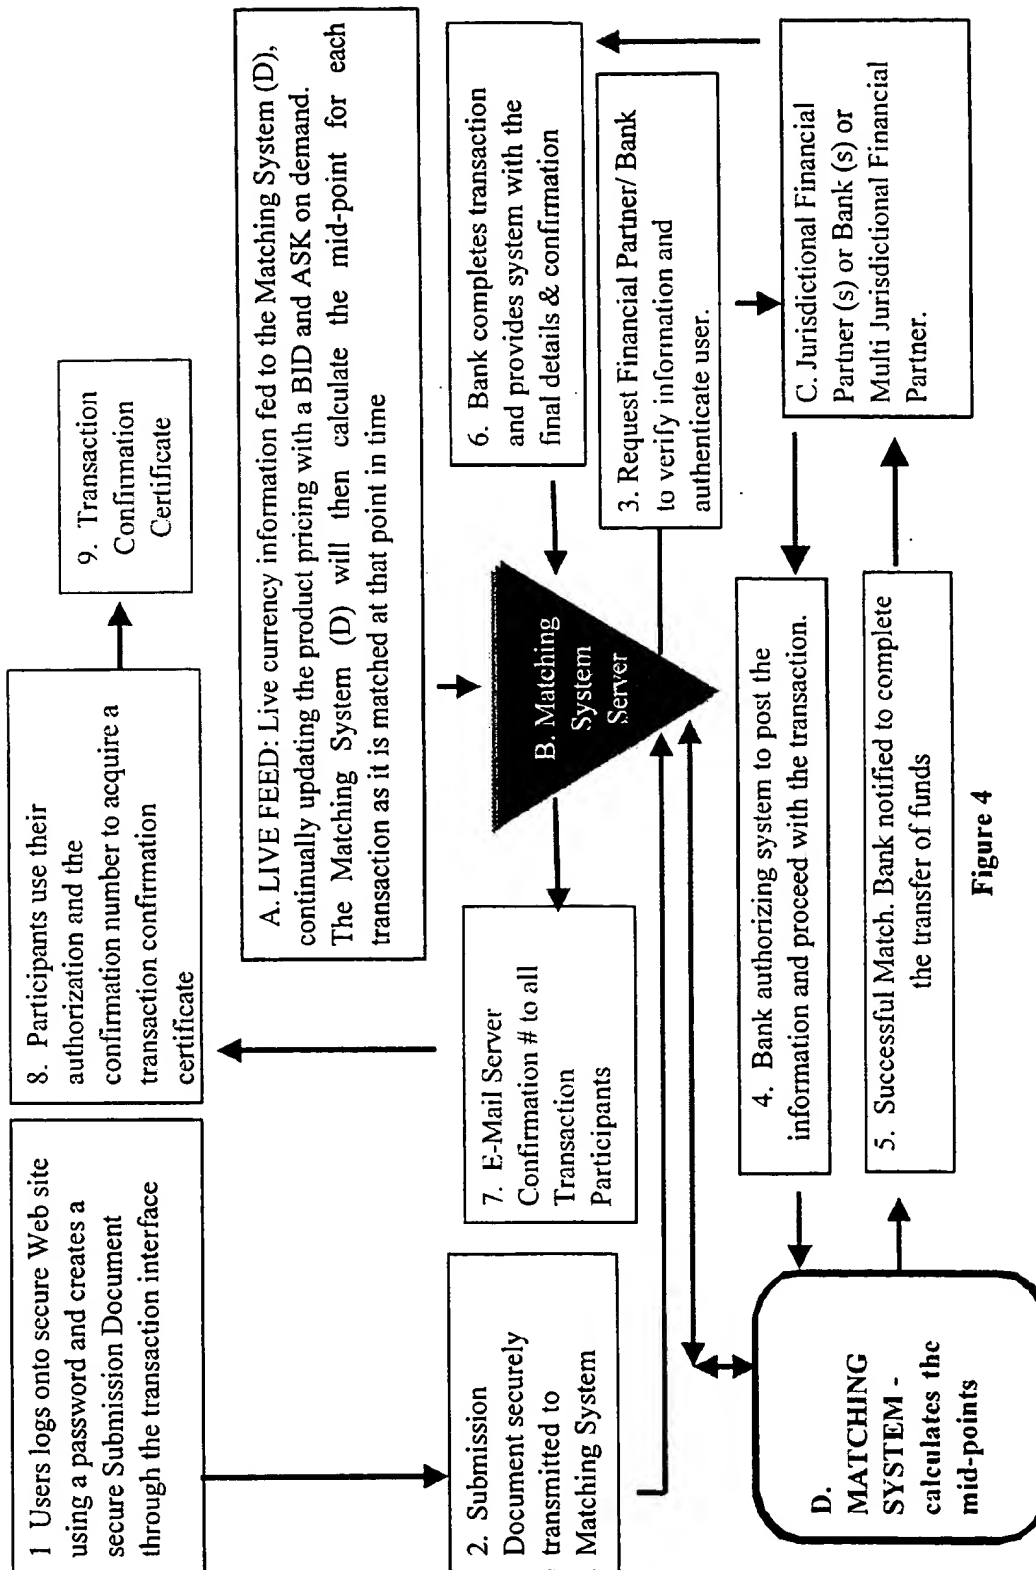 1 Users logs onto secure Web site
using a password and creates a
secure Submission Document
through the transaction interface
8. Participants use their
authorization and the
confirmation number to acquire a
transaction confirmation
certificate
9. Transaction
Confirmation
Certificate
A. LIVE FEED: Live currency information fed to the Matching System (D),
continually updating the product pricing with a BID and ASK on demand.
The Matching System (D) will then calculate the mid-point for each
transaction as it is matched at that point in time
2. Submission
Document securely
transmitted to
Matching System
7. E-Mail Server
Confirmation # to all
Transaction
Participants
B. Matching
System
Server
6. Bank completes transaction
and provides system with the
final details & confirmation
3. Request Financial Partner/ Bank
to verify information and
authenticate user.
D.
MATCHING
SYSTEM -
calculates the
mid-points
4. Bank authorizing system to post the
information and proceed with the transaction.
5. Successful Match. Bank notified to complete
the transfer of funds
C. Jurisdictional Financial
Partner (s) or Bank (s) or
Multi Jurisdictional Financial
Partner.
Figure 4